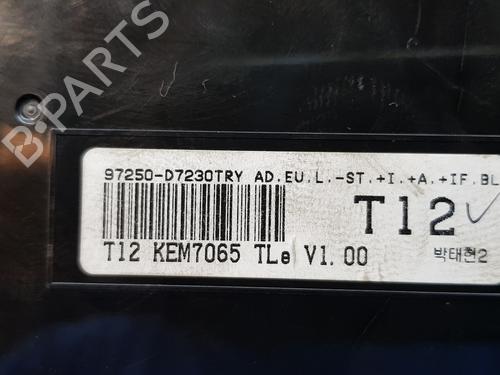 B-PARTS
97250-D7230TRY AD.EU.L.-ST.+I.+A.+IF.BL
T12
T12 KEM7065 TLe V1.00
박태현2